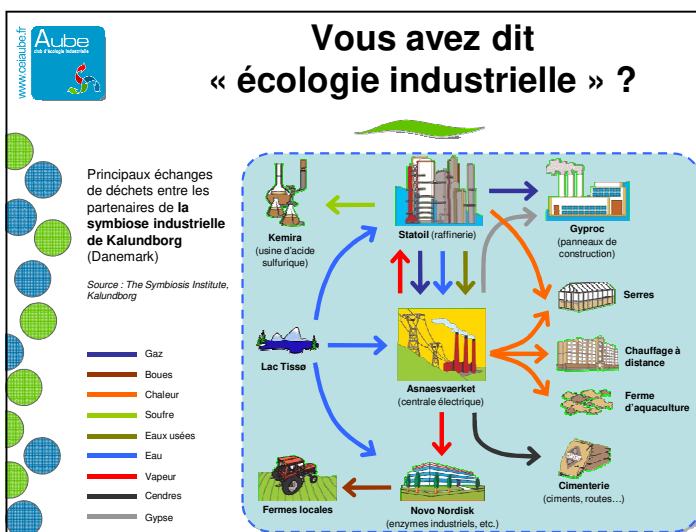 www.ceiaube.fr
Aube
club d'écologie industrielle
Vous avez dit
« écologie industrielle » ?
Principaux échanges
de déchets entre les
partenaires de la
symbiose industrielle
de Kalundborg
(Danemark)
Source : The Symbiosis Institute,
Kalundborg
Gaz
Boues
Chaleur
Soufre
Eaux usées
Eau
Vapeur
Cendres
Gypse
Kemira
(usine d'acide
sulfurique)
Statoil (raffinerie)
Gyproc
(panneaux de
construction)
Serres
Lac Tissø
Asnaesvaerket
(centrale électrique)
Chauffage à
distance
Ferme
d'aquaculture
Fermes locales
Novo Nordisk
(enzymes industriels, etc.)
Cimenterie
(ciments, routes…)